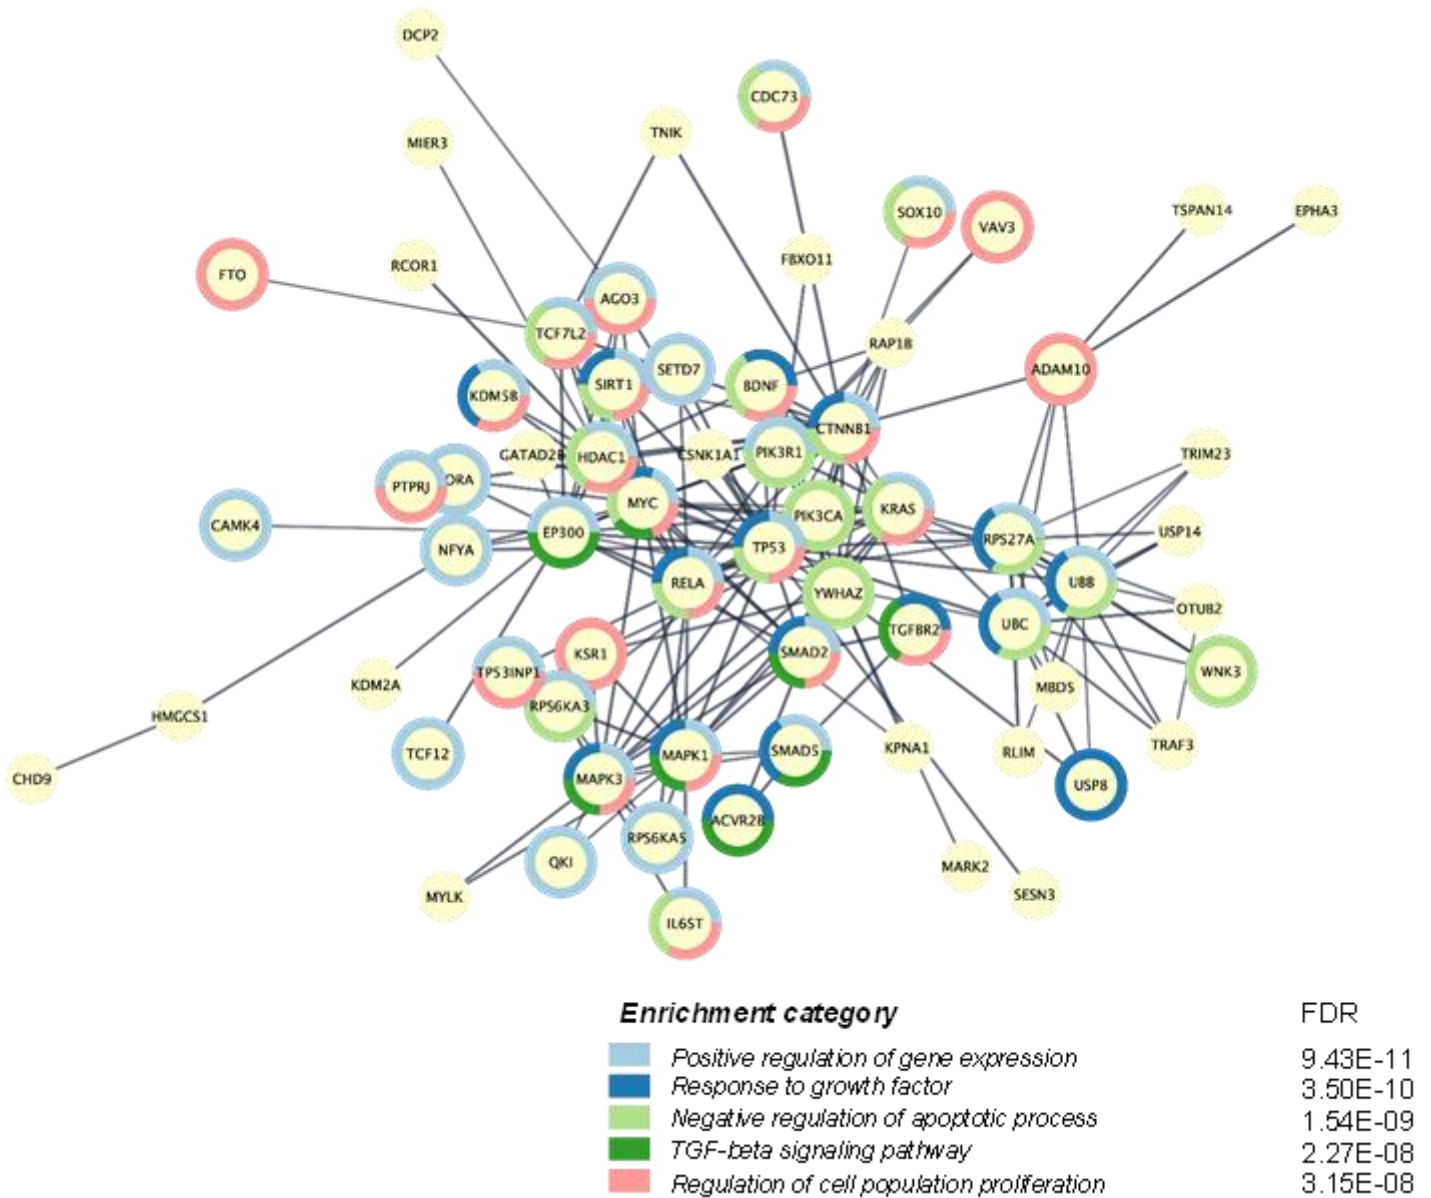 DCP2
CDC73
TNIK
MIER3
TSPAN14
EPHA3
SOX10
VAV3
FBXO11
RCOR1
FTO
AGO3
TCF7L2
RAP1B
SETD7
ADAM10
SIRT1
BDNF
KDM5B
CTNNB1
GATAD2B
HDAC1
CSNK1A1
PIK3R1
TRIM23
PTPRJ
ORA
MYC
PIK3CA
KRAS
CAMK4
NFYA
EP300
TP53
RPS27A
USP14
RELA
YWHAZ
UBB
OTUB2
UBC
TGFBR2
KSR1
SMAD2
TP53INP1
WNK3
KDM2A
MBD5
RPS6KA3
HMGCS1
TCF12
MAPK1
SMAD5
KPNA1
RLIM
TRAF3
CHD9
MAPK3
USP8
ACVR2B
RPS6KA5
QKI
MARK2
MYLK
SESN3
IL6ST
Enrichment category FDR
Positive regulation of gene expression 9.43E-11
Response to growth factor 3.50E-10
Negative regulation of apoptotic process 1.54E-09
TGF-beta signaling pathway 2.27E-08
Regulation of cell population proliferation 3.15E-08